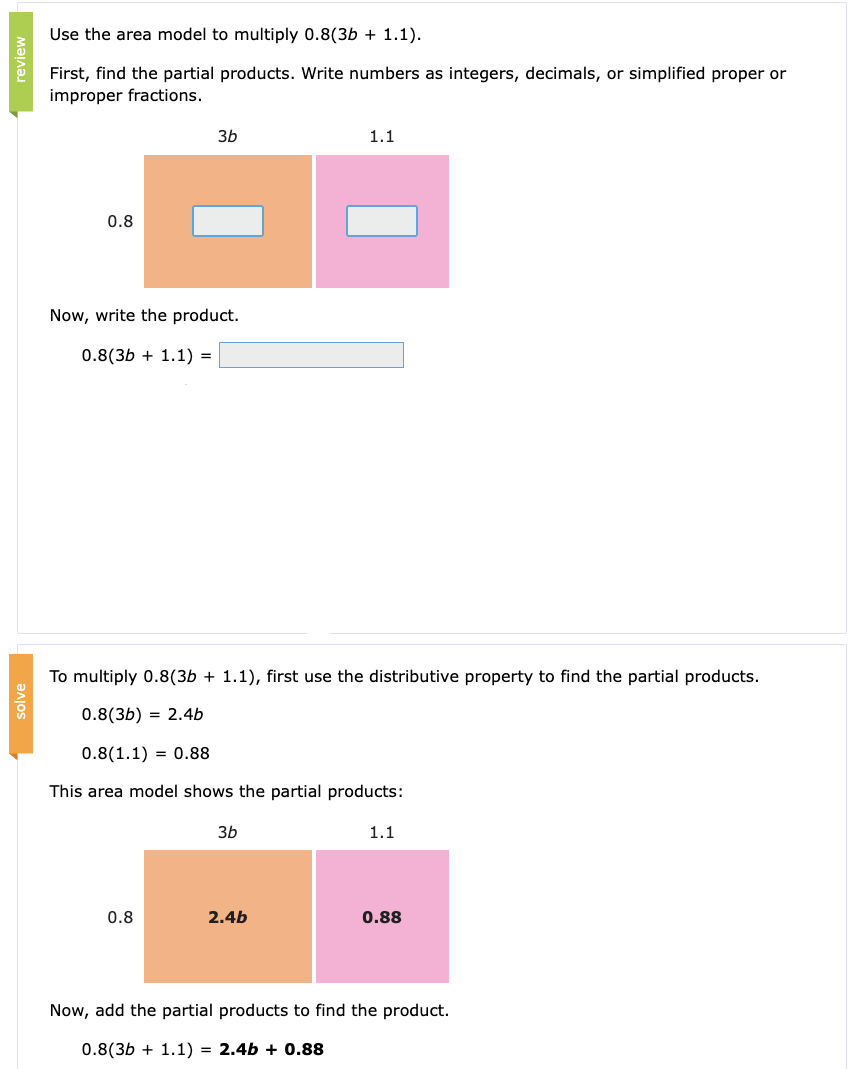 review
Use the area model to multiply 0.8(3b + 1.1).
First, find the partial products. Write numbers as integers, decimals, or simplified proper or
improper fractions.
3b 1.1
0.8
Now, write the product.
0.8(3b + 1.1) =
solve
To multiply 0.8(3b + 1.1), first use the distributive property to find the partial products.
0.8(3b) = 2.4b
0.8(1.1) = 0.88
This area model shows the partial products:
3b 1.1
0.8 2.4b 0.88
Now, add the partial products to find the product.
0.8(3b + 1.1) = 2.4b + 0.88